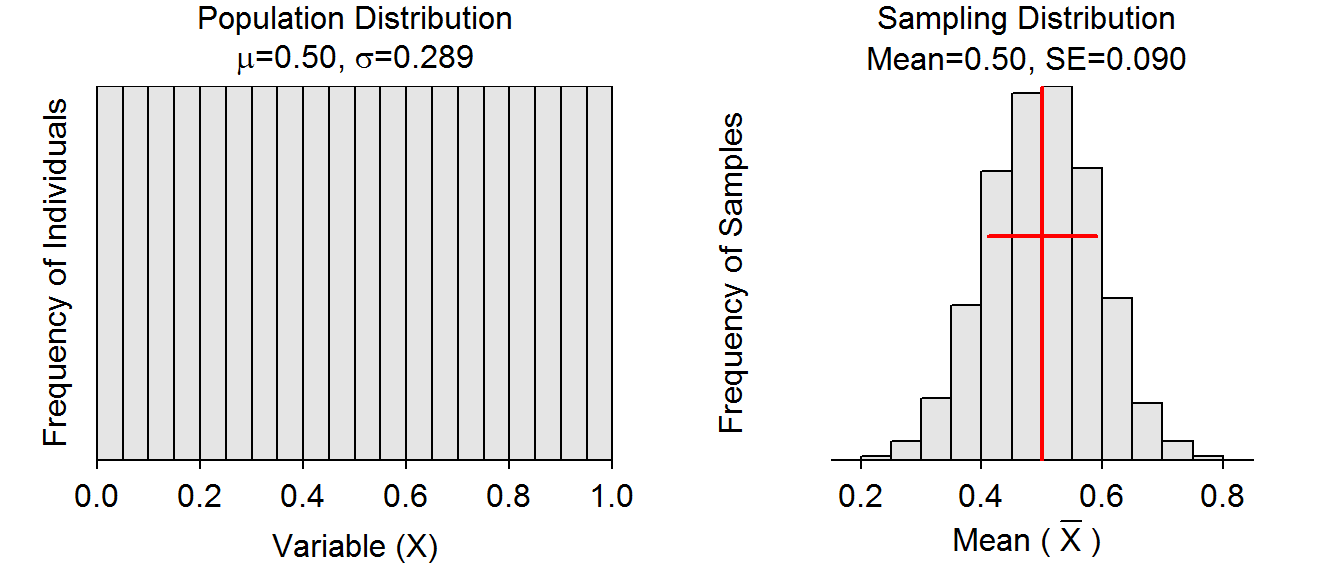 Population Distribution
μ=0.50, σ=0.289
Frequency of Individuals
0.0 0.2 0.4 0.6 0.8 1.0
Variable (X)
Sampling Distribution
Mean=0.50, SE=0.090
Frequency of Samples
0.2 0.4 0.6 0.8
Mean ( X̅ )